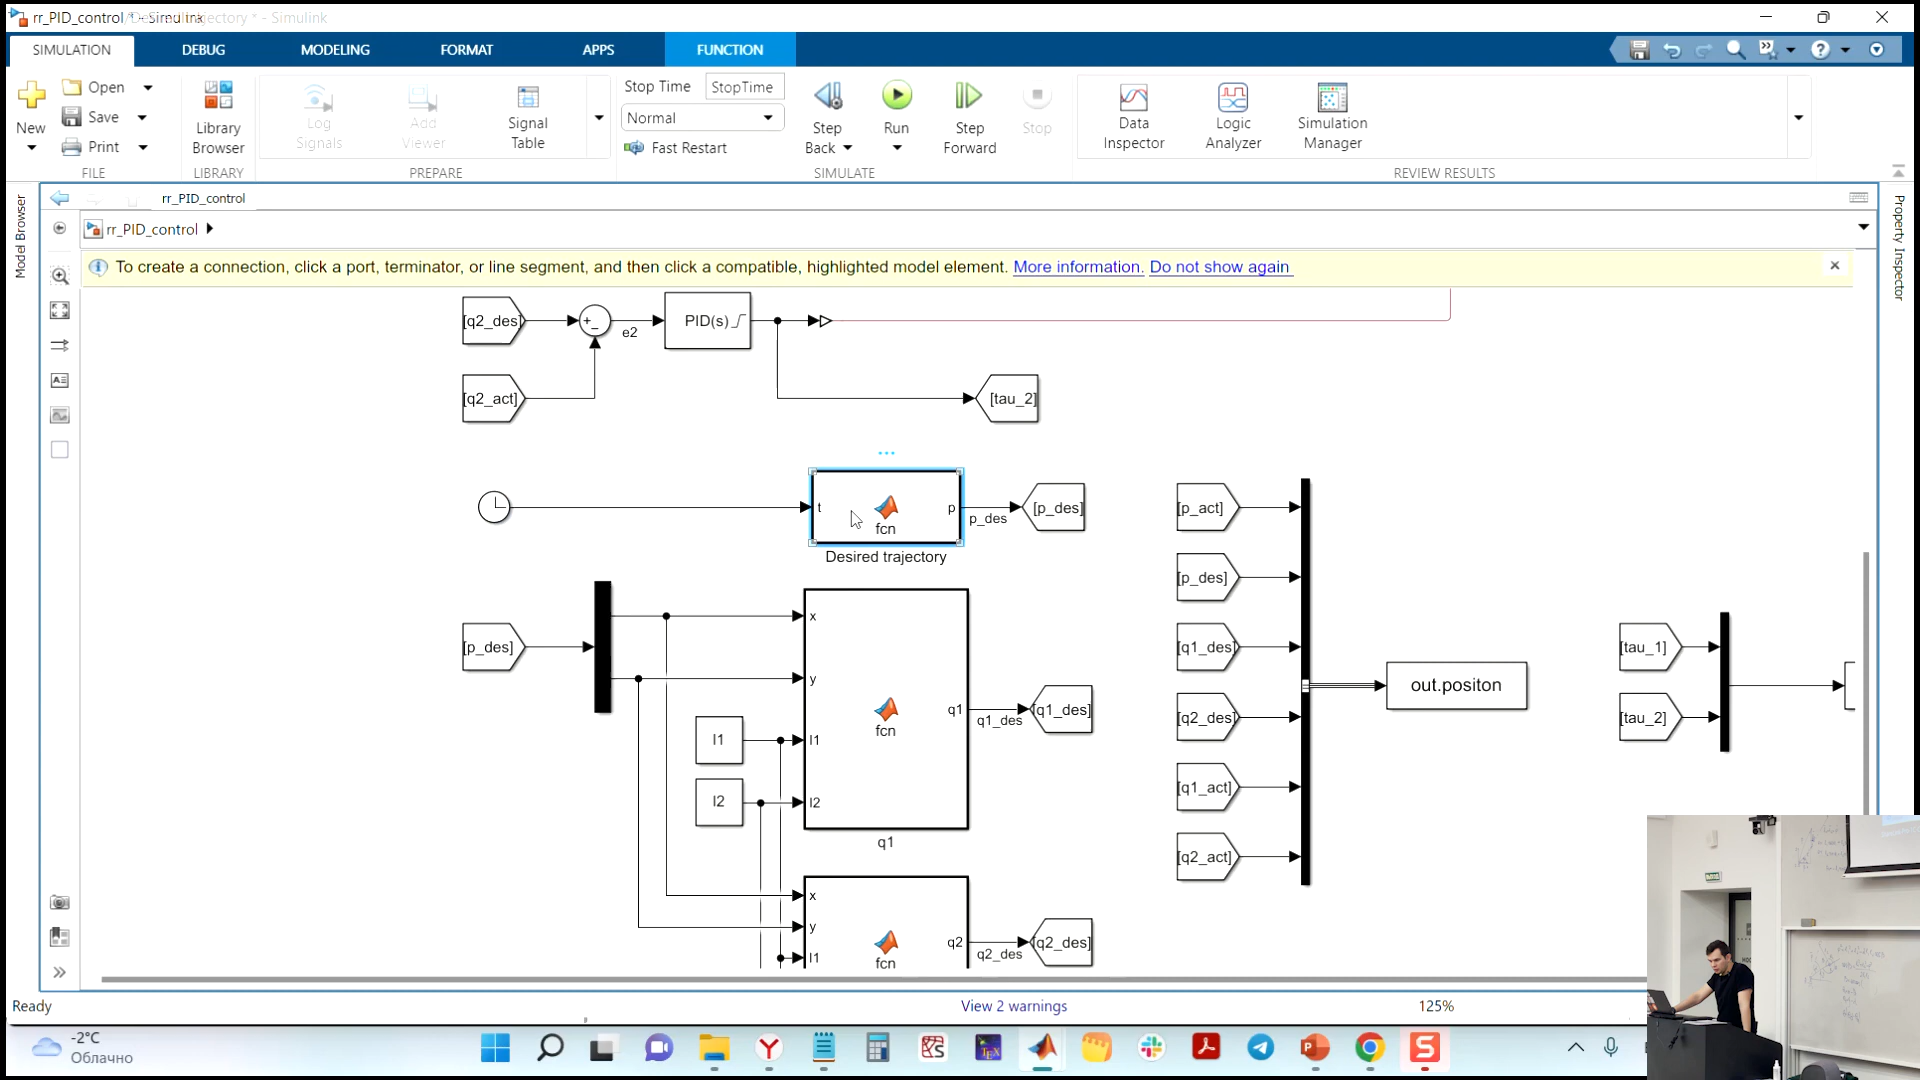 rr_PID_control * - Simulink
SIMULATION
DEBUG
MODELING
FORMAT
APPS
FUNCTION
New
Open
Save
Print
FILE
Library
Browser
LIBRARY
Log
Signals
Add
Viewer
Signal
Table
PREPARE
Stop Time
StopTime
Normal
Fast Restart
Step
Back
Run
Step
Forward
Stop
SIMULATE
Data
Inspector
Logic
Analyzer
Simulation
Manager
REVIEW RESULTS
Model Browser
Property Inspector
rr_PID_control
rr_PID_control
To create a connection, click a port, terminator, or line segment, and then click a compatible, highlighted model element. More information. Do not show again
[q2_des]
+_
e2
PID(s)
[q2_act]
[tau_2]
t
fcn
p
p_des
[p_des]
Desired trajectory
[p_des]
x
y
l1
l2
l1
l2
fcn
q1
q1_des
[q1_des]
q1
x
y
l1
fcn
q2
q2_des
[q2_des]
[p_act]
[p_des]
[q1_des]
[q2_des]
[q1_act]
[q2_act]
out.positon
[tau_1]
[tau_2]
Ready
View 2 warnings
125%
-2°C
Облачно